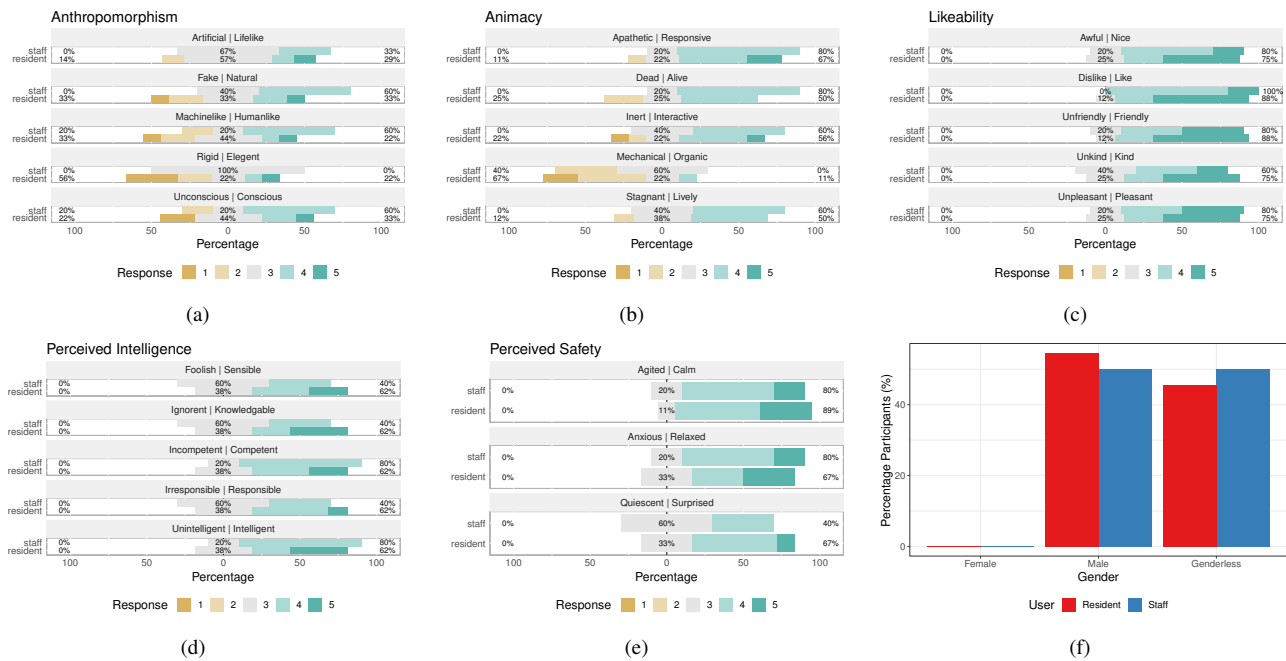 Anthropomorphism
Artificial | Lifelike
staff 0% 67% 33%
resident 14% 57% 29%
Fake | Natural
staff 0% 40% 60%
resident 33% 33% 33%
Machinelike | Humanlike
staff 20% 20% 60%
resident 33% 44% 22%
Rigid | Elegent
staff 0% 100% 0%
resident 56% 22% 22%
Unconscious | Conscious
staff 20% 20% 60%
resident 22% 44% 33%
100 50 0 50 100
Percentage
Response 1 2 3 4 5
(a)
Animacy
Apathetic | Responsive
staff 0% 20% 80%
resident 11% 22% 67%
Dead | Alive
staff 0% 20% 80%
resident 25% 25% 50%
Inert | Interactive
staff 0% 40% 60%
resident 22% 22% 56%
Mechanical | Organic
staff 40% 60% 0%
resident 67% 22% 11%
Stagnant | Lively
staff 0% 40% 60%
resident 12% 38% 50%
100 50 0 50 100
Percentage
Response 1 2 3 4 5
(b)
Likeability
Awful | Nice
staff 0% 20% 80%
resident 0% 25% 75%
Dislike | Like
staff 0% 0% 100%
resident 0% 12% 88%
Unfriendly | Friendly
staff 0% 20% 80%
resident 0% 12% 88%
Unkind | Kind
staff 0% 40% 60%
resident 0% 25% 75%
Unpleasant | Pleasant
staff 0% 20% 80%
resident 0% 25% 75%
100 50 0 50 100
Percentage
Response 1 2 3 4 5
(c)
Perceived Intelligence
Foolish | Sensible
staff 0% 60% 40%
resident 0% 38% 62%
Ignorent | Knowledgable
staff 0% 60% 40%
resident 0% 38% 62%
Incompetent | Competent
staff 0% 20% 80%
resident 0% 38% 62%
Irresponsible | Responsible
staff 0% 60% 40%
resident 0% 38% 62%
Unintelligent | Intelligent
staff 0% 20% 80%
resident 0% 38% 62%
100 50 0 50 100
Percentage
Response 1 2 3 4 5
(d)
Perceived Safety
Agited | Calm
staff 0% 20% 80%
resident 0% 11% 89%
Anxious | Relaxed
staff 0% 20% 80%
resident 0% 33% 67%
Quiescent | Surprised
staff 0% 60% 40%
resident 0% 33% 67%
100 50 0 50 100
Percentage
Response 1 2 3 4 5
(e)
Percentage Participants (%)
40
20
0
Female Male Genderless
Gender
User Resident Staff
(f)